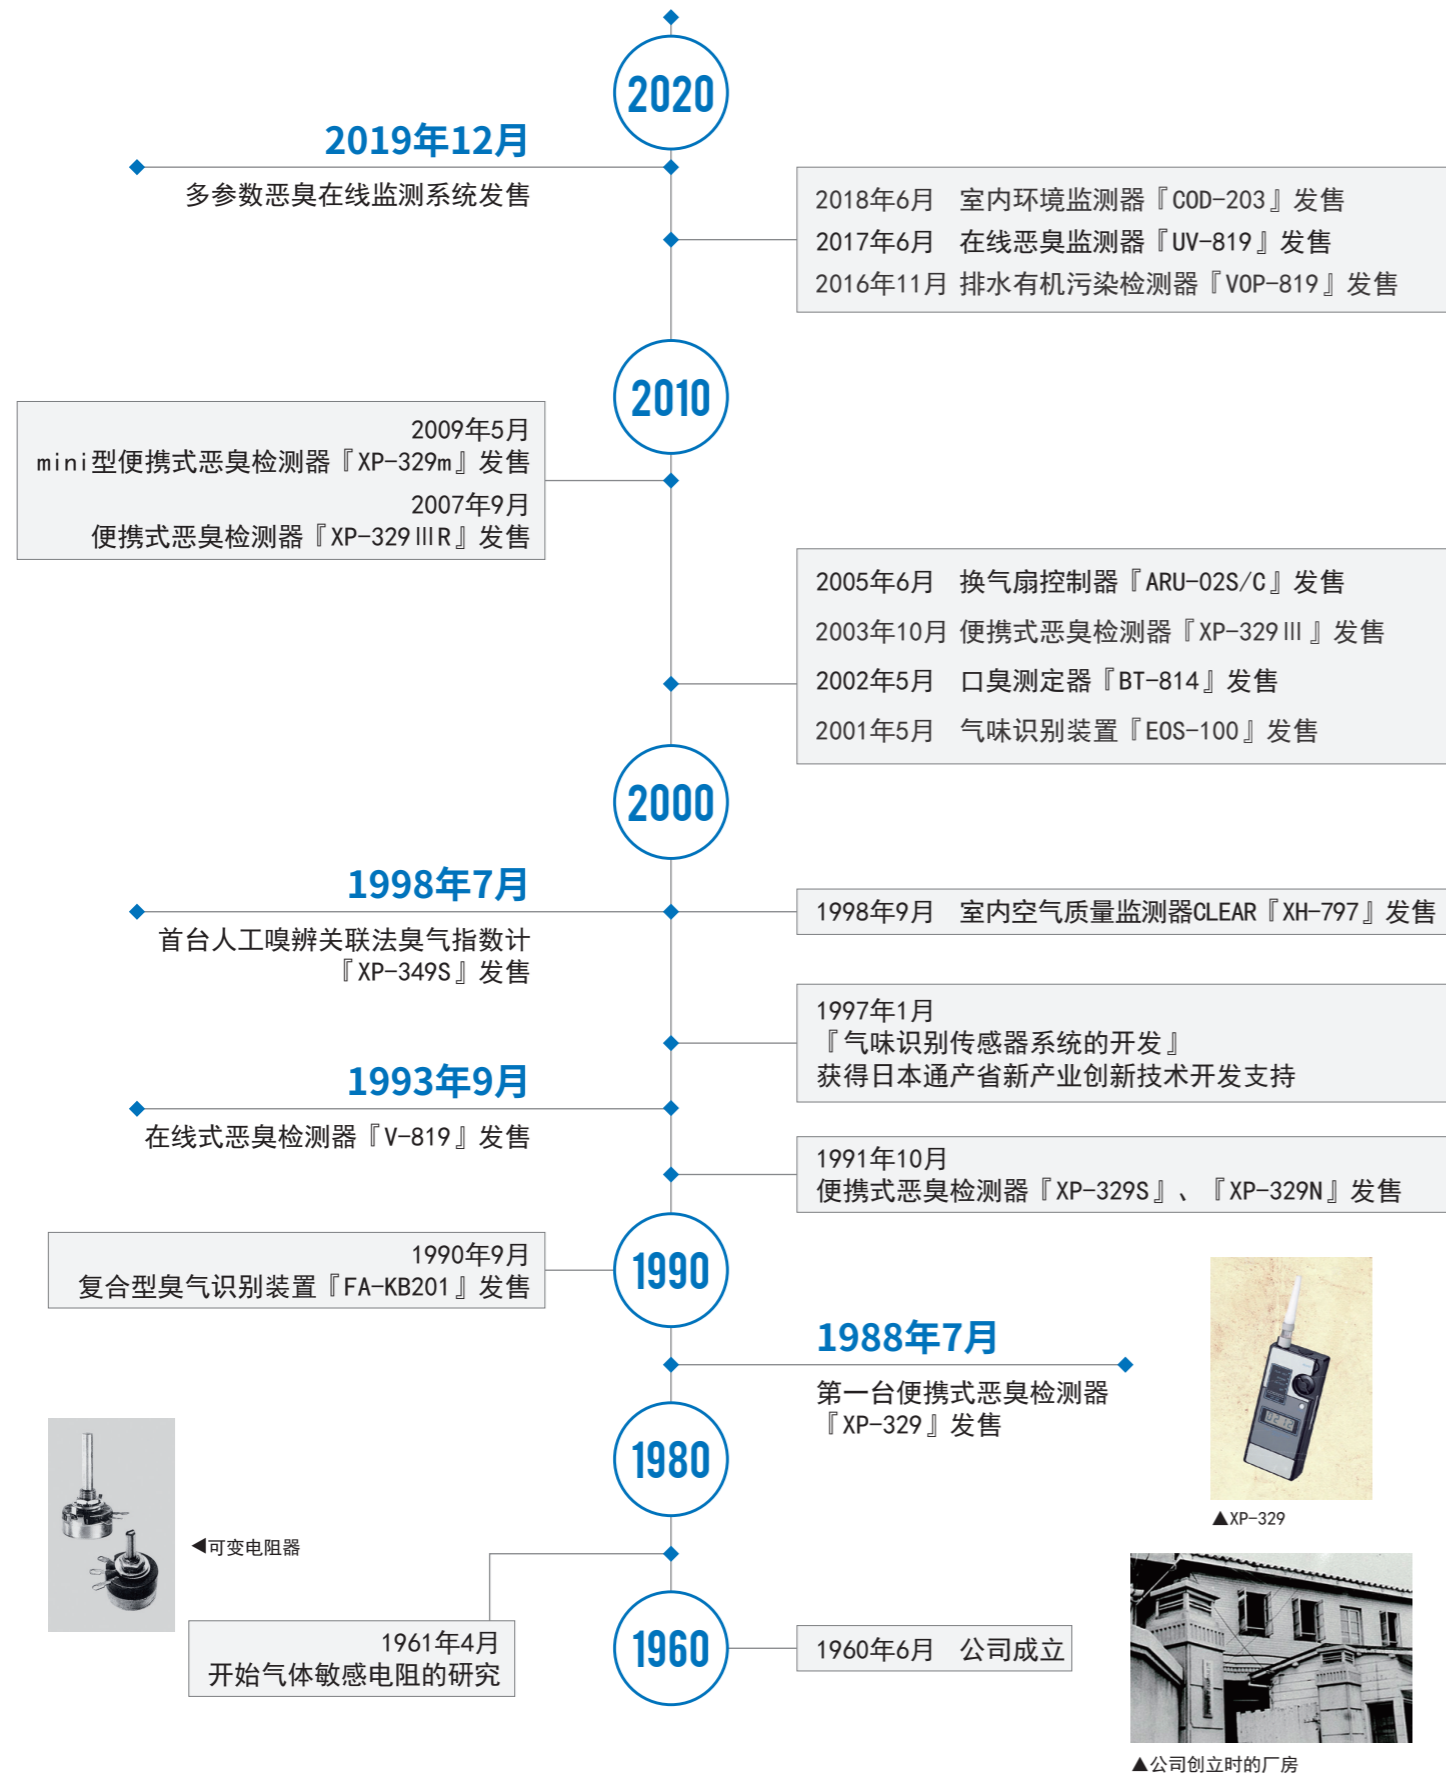 2020
2019年12月
多参数恶臭在线监测系统发售
2018年6月 室内环境监测器『COD-203』发售
2017年6月 在线恶臭监测器『UV-819』发售
2016年11月 排水有机污染检测器『VOP-819』发售
2010
2009年5月
mini型便携式恶臭检测器『XP-329m』发售
2007年9月
便携式恶臭检测器『XP-329ⅢR』发售
2005年6月 换气扇控制器『ARU-02S/C』发售
2003年10月 便携式恶臭检测器『XP-329Ⅲ』发售
2002年5月 口臭测定器『BT-814』发售
2001年5月 气味识别装置『EOS-100』发售
2000
1998年7月
首台人工嗅辨关联法臭气指数计
『XP-349S』发售
1998年9月 室内空气质量监测器CLEAR『XH-797』发售
1997年1月
『气味识别传感器系统的开发』
获得日本通产省新产业创新技术开发支持
1993年9月
在线式恶臭检测器『V-819』发售
1991年10月
便携式恶臭检测器『XP-329S』、『XP-329N』发售
1990年9月
复合型臭气识别装置『FA-KB201』发售
1990
1988年7月
第一台便携式恶臭检测器
『XP-329』发售
▲XP-329
1980
◀可变电阻器
1961年4月
开始气体敏感电阻的研究
1960
1960年6月 公司成立
▲公司创立时的厂房